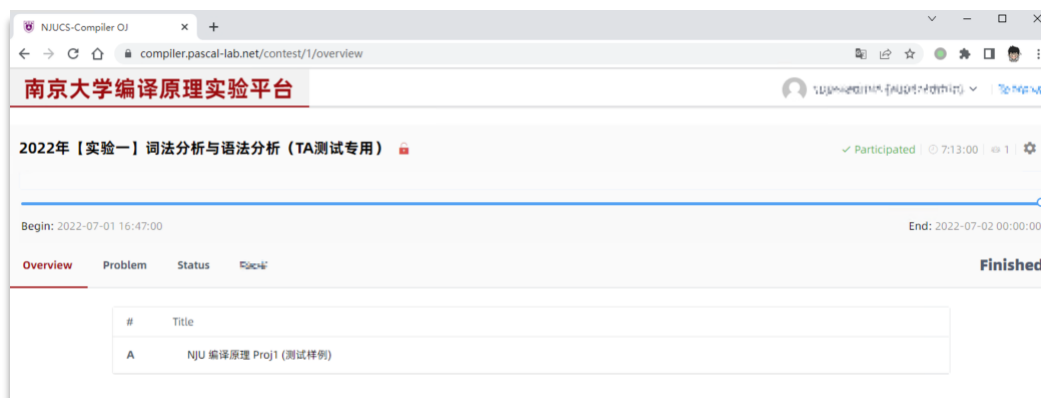 NJUCS-Compiler OJ
compiler.pascal-lab.net/contest/1/overview
南京大学编译原理实验平台
2022年【实验一】词法分析与语法分析（TA测试专用）
Participated 7:13:00 1
Begin: 2022-07-01 16:47:00 End: 2022-07-02 00:00:00
Overview Problem Status Finished
# Title
A NJU 编译原理 Proj1 (测试样例)